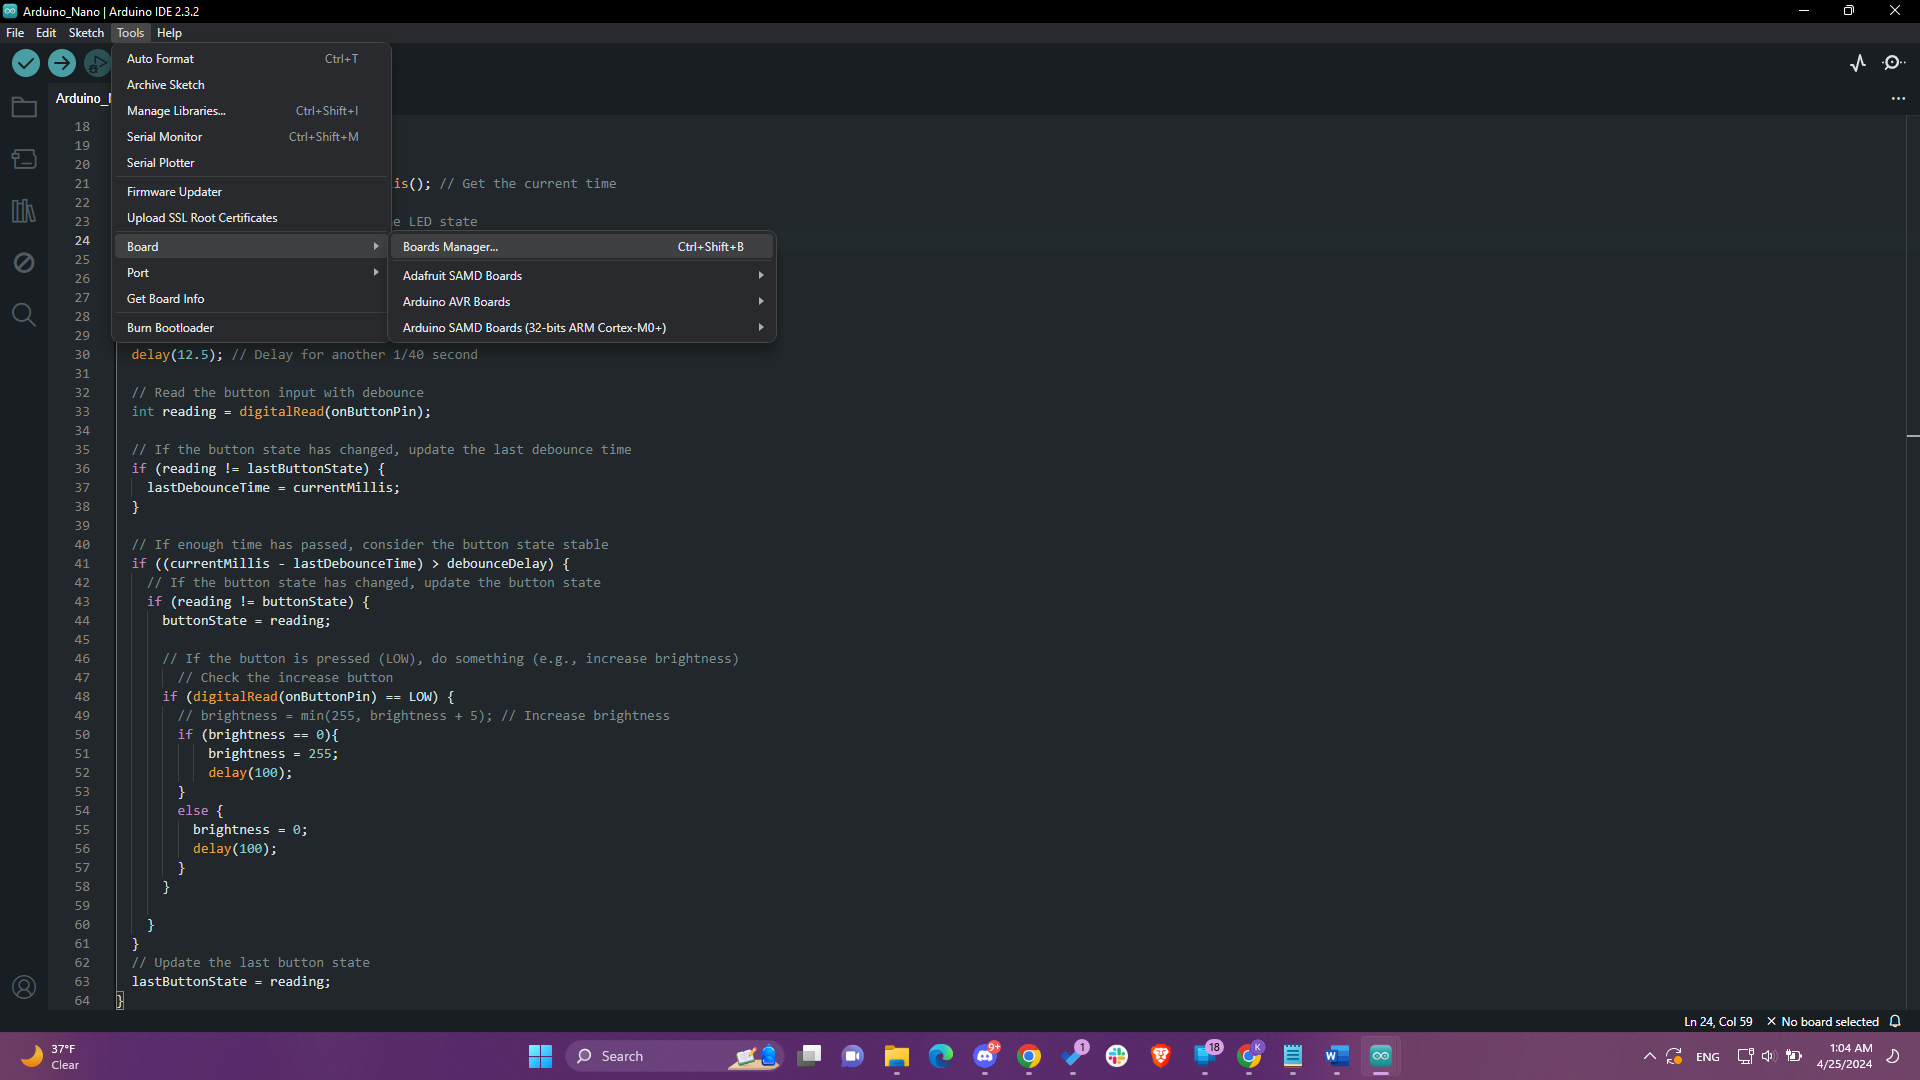 Arduino_Nano | Arduino IDE 2.3.2
File Edit Sketch Tools Help
Auto Format Ctrl+T
Archive Sketch
Manage Libraries... Ctrl+Shift+I
Serial Monitor Ctrl+Shift+M
Serial Plotter
Firmware Updater
Upload SSL Root Certificates
Board
Port
Get Board Info
Burn Bootloader
Boards Manager... Ctrl+Shift+B
Adafruit SAMD Boards
Arduino AVR Boards
Arduino SAMD Boards (32-bits ARM Cortex-M0+)
Arduino_
18
19
20
21 is(); // Get the current time
22
23 e LED state
24
25
26
27
28
29
30 delay(12.5); // Delay for another 1/40 second
31
32 // Read the button input with debounce
33 int reading = digitalRead(onButtonPin);
34
35 // If the button state has changed, update the last debounce time
36 if (reading != lastButtonState) {
37 lastDebounceTime = currentMillis;
38 }
39
40 // If enough time has passed, consider the button state stable
41 if ((currentMillis - lastDebounceTime) > debounceDelay) {
42 // If the button state has changed, update the button state
43 if (reading != buttonState) {
44 buttonState = reading;
45
46 // If the button is pressed (LOW), do something (e.g., increase brightness)
47 // Check the increase button
48 if (digitalRead(onButtonPin) == LOW) {
49 // brightness = min(255, brightness + 5); // Increase brightness
50 if (brightness == 0){
51 brightness = 255;
52 delay(100);
53 }
54 else {
55 brightness = 0;
56 delay(100);
57 }
58 }
59
60 }
61 }
62 // Update the last button state
63 lastButtonState = reading;
64 }
Ln 24, Col 59 × No board selected
37°F
Clear
Search
9+
1
18
K
ENG
1:04 AM
4/25/2024